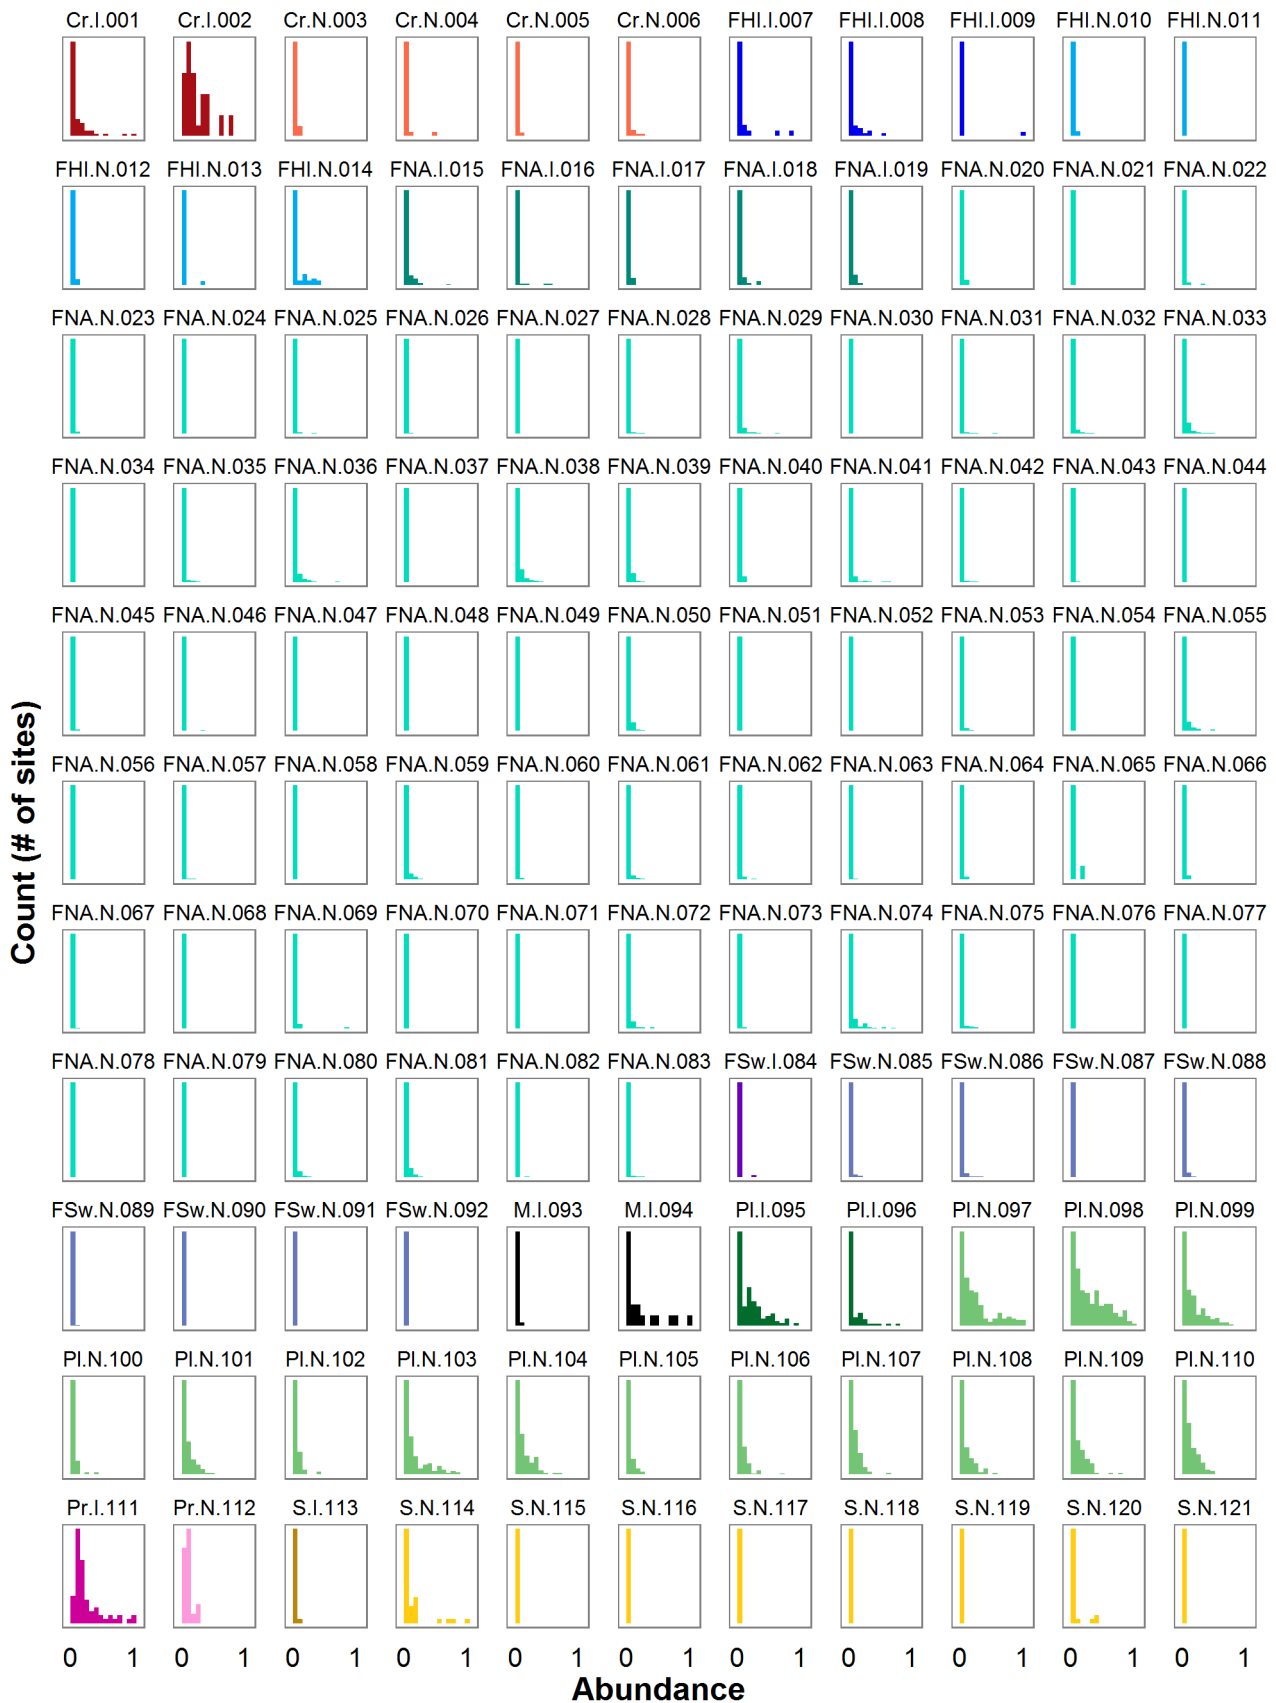 Cr.I.001 Cr.I.002 Cr.N.003 Cr.N.004 Cr.N.005 Cr.N.006 FHI.I.007 FHI.I.008 FHI.I.009 FHI.N.010 FHI.N.011
FHI.N.012 FHI.N.013 FHI.N.014 FNA.I.015 FNA.I.016 FNA.I.017 FNA.I.018 FNA.I.019 FNA.N.020 FNA.N.021 FNA.N.022
FNA.N.023 FNA.N.024 FNA.N.025 FNA.N.026 FNA.N.027 FNA.N.028 FNA.N.029 FNA.N.030 FNA.N.031 FNA.N.032 FNA.N.033
FNA.N.034 FNA.N.035 FNA.N.036 FNA.N.037 FNA.N.038 FNA.N.039 FNA.N.040 FNA.N.041 FNA.N.042 FNA.N.043 FNA.N.044
FNA.N.045 FNA.N.046 FNA.N.047 FNA.N.048 FNA.N.049 FNA.N.050 FNA.N.051 FNA.N.052 FNA.N.053 FNA.N.054 FNA.N.055
Count (# of sites)
FNA.N.056 FNA.N.057 FNA.N.058 FNA.N.059 FNA.N.060 FNA.N.061 FNA.N.062 FNA.N.063 FNA.N.064 FNA.N.065 FNA.N.066
FNA.N.067 FNA.N.068 FNA.N.069 FNA.N.070 FNA.N.071 FNA.N.072 FNA.N.073 FNA.N.074 FNA.N.075 FNA.N.076 FNA.N.077
FNA.N.078 FNA.N.079 FNA.N.080 FNA.N.081 FNA.N.082 FNA.N.083 FSw.I.084 FSw.N.085 FSw.N.086 FSw.N.087 FSw.N.088
FSw.N.089 FSw.N.090 FSw.N.091 FSw.N.092 M.I.093 M.I.094 Pl.I.095 Pl.I.096 Pl.N.097 Pl.N.098 Pl.N.099
Pl.N.100 Pl.N.101 Pl.N.102 Pl.N.103 Pl.N.104 Pl.N.105 Pl.N.106 Pl.N.107 Pl.N.108 Pl.N.109 Pl.N.110
Pr.I.111 Pr.N.112 S.I.113 S.N.114 S.N.115 S.N.116 S.N.117 S.N.118 S.N.119 S.N.120 S.N.121
0 1 0 1 0 1 0 1 0 1 0 1 0 1 0 1 0 1 0 1 0 1
Abundance